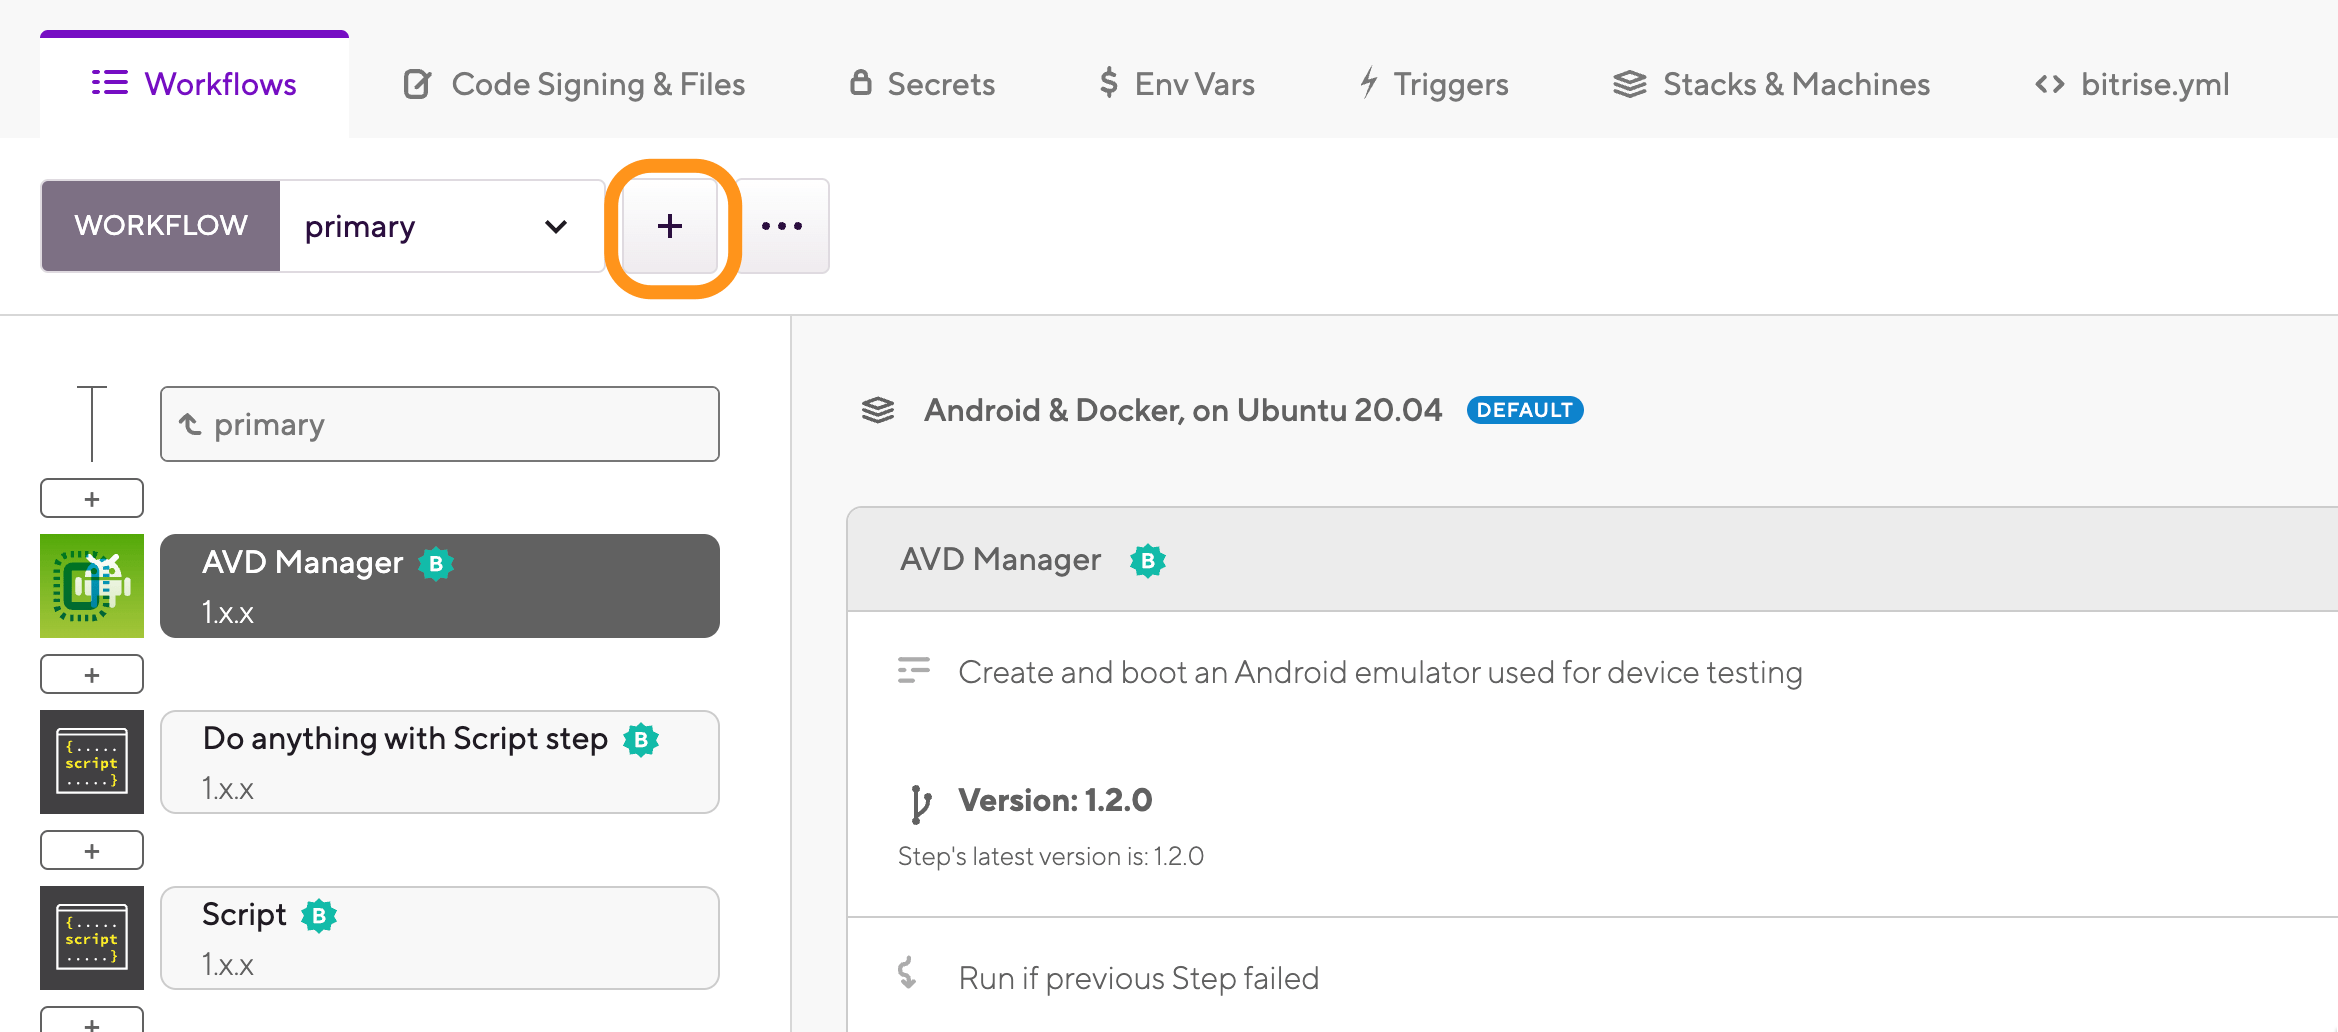 Workflows
Code Signing & Files
Secrets
Env Vars
Triggers
Stacks & Machines
bitrise.yml
WORKFLOW
primary
+
...
primary
Android & Docker, on Ubuntu 20.04
DEFAULT
+
AVD Manager B
1.x.x
AVD Manager B
Create and boot an Android emulator used for device testing
+
{.....
script
.....}
Do anything with Script step B
1.x.x
Version: 1.2.0
Step's latest version is: 1.2.0
+
{.....
script
.....}
Script B
1.x.x
Run if previous Step failed
+